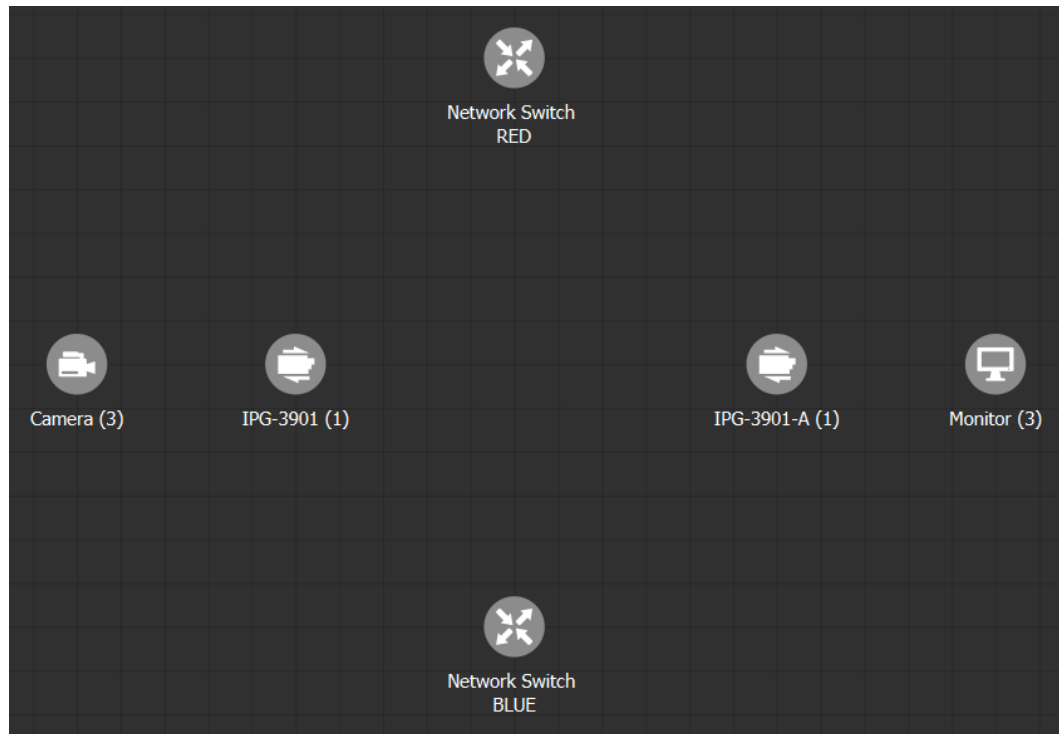 Network Switch
RED
Camera (3)
IPG-3901 (1)
IPG-3901-A (1)
Monitor (3)
Network Switch
BLUE